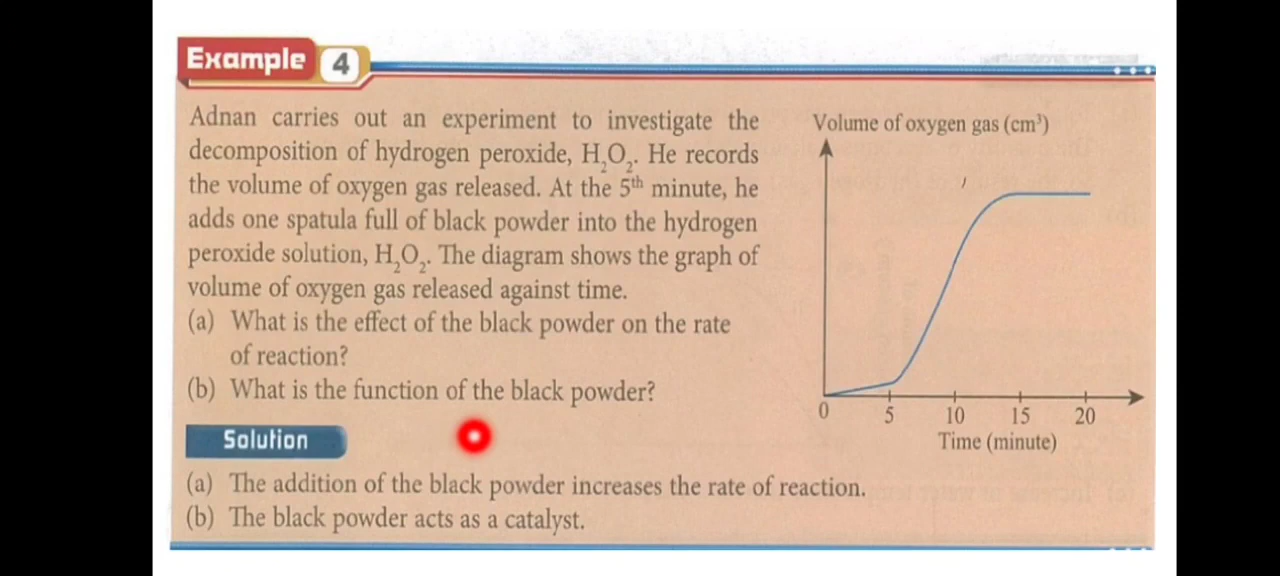 Example 4
Adnan carries out an experiment to investigate the
decomposition of hydrogen peroxide, H₂O₂. He records
the volume of oxygen gas released. At the 5th minute, he
adds one spatula full of black powder into the hydrogen
peroxide solution, H₂O₂. The diagram shows the graph of
volume of oxygen gas released against time.
(a) What is the effect of the black powder on the rate
of reaction?
(b) What is the function of the black powder?
Volume of oxygen gas (cm³)
0 5 10 15 20
Time (minute)
Solution
(a) The addition of the black powder increases the rate of reaction.
(b) The black powder acts as a catalyst.